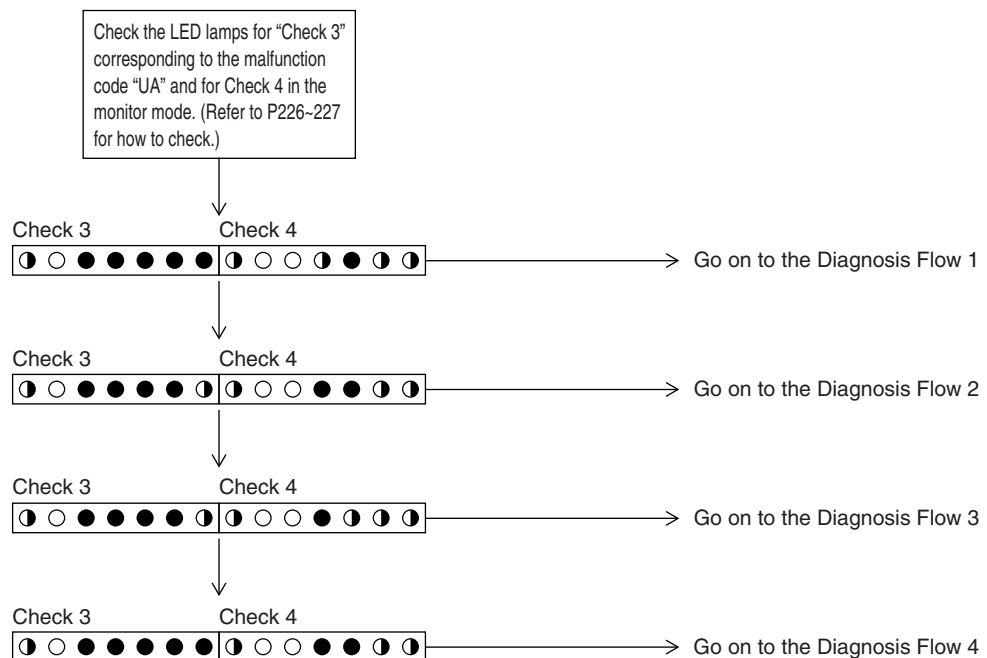 Check the LED lamps for “Check 3”
corresponding to the malfunction
code “UA” and for Check 4 in the
monitor mode. (Refer to P226~227
for how to check.)
Check 3 Check 4
Go on to the Diagnosis Flow 1
Check 3 Check 4
Go on to the Diagnosis Flow 2
Check 3 Check 4
Go on to the Diagnosis Flow 3
Check 3 Check 4
Go on to the Diagnosis Flow 4